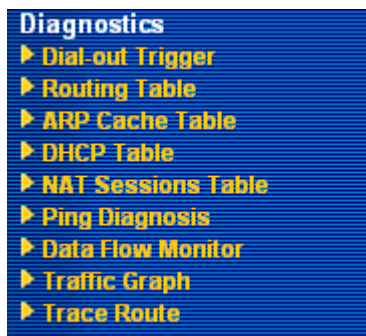 Diagnostics
Dial-out Trigger
Routing Table
ARP Cache Table
DHCP Table
NAT Sessions Table
Ping Diagnosis
Data Flow Monitor
Traffic Graph
Trace Route